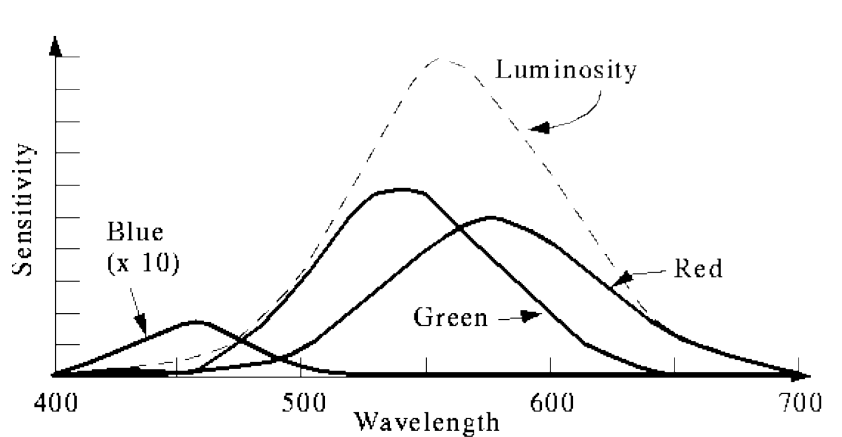 Luminosity
Sensitivity
Blue
(x 10)
Red
Green
400
500
600
700
Wavelength